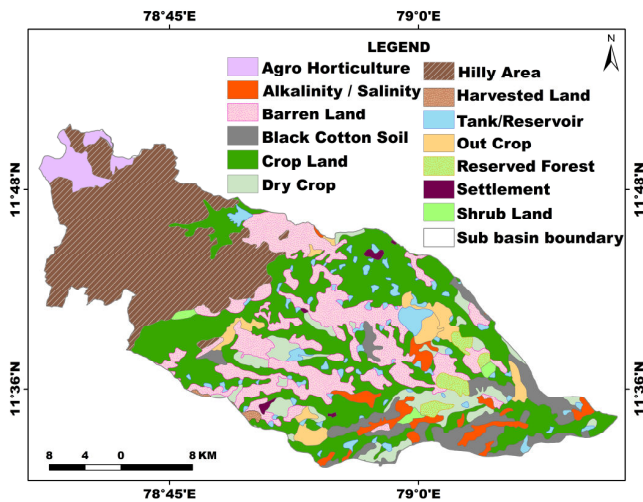 78°45'E 79°0'E
LEGEND
N
Agro Horticulture
Alkalinity / Salinity
Barren Land
Black Cotton Soil
Crop Land
Dry Crop
Hilly Area
Harvested Land
Tank/Reservoir
Out Crop
Reserved Forest
Settlement
Shrub Land
Sub basin boundary
11°48'N 11°48'N
11°36'N 11°36'N
8 4 0 8 KM
78°45'E 79°0'E